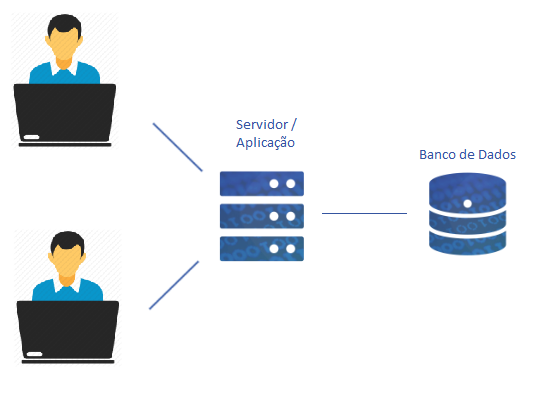 Servidor /
Aplicação
Banco de Dados